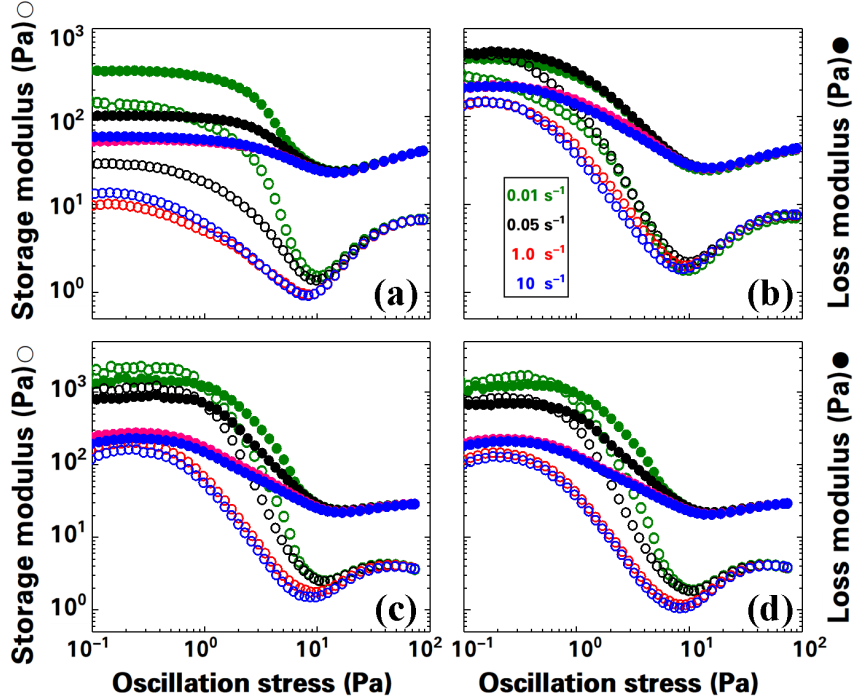 Storage modulus (Pa)○
10³
10²
10¹
10⁰
(a)
(b)
0.01 s⁻¹
0.05 s⁻¹
1.0 s⁻¹
10 s⁻¹
Loss modulus (Pa)●
Storage modulus (Pa)○
10³
10²
10¹
10⁰
(c)
(d)
Loss modulus (Pa)●
10⁻¹ 10⁰ 10¹ 10² 10⁻¹ 10⁰ 10¹ 10²
Oscillation stress (Pa) Oscillation stress (Pa)